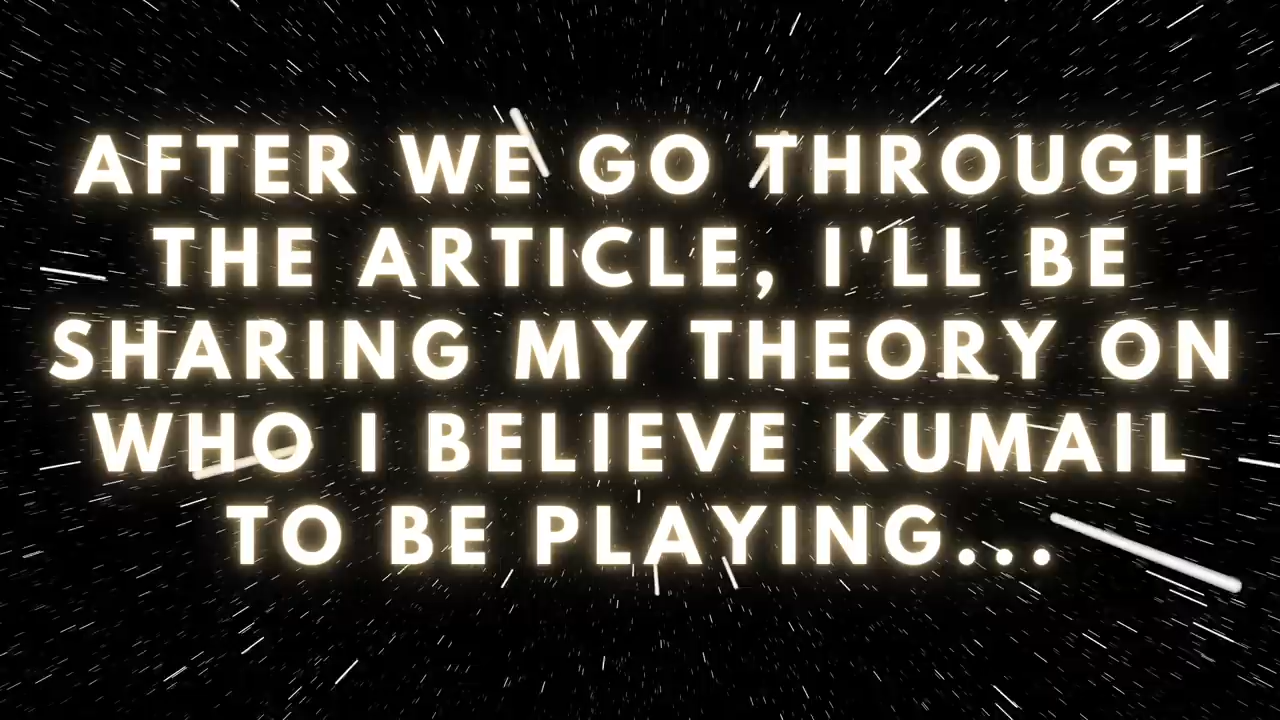 AFTER WE GO THROUGH
THE ARTICLE, I'LL BE
SHARING MY THEORY ON
WHO I BELIEVE KUMAIL
TO BE PLAYING...